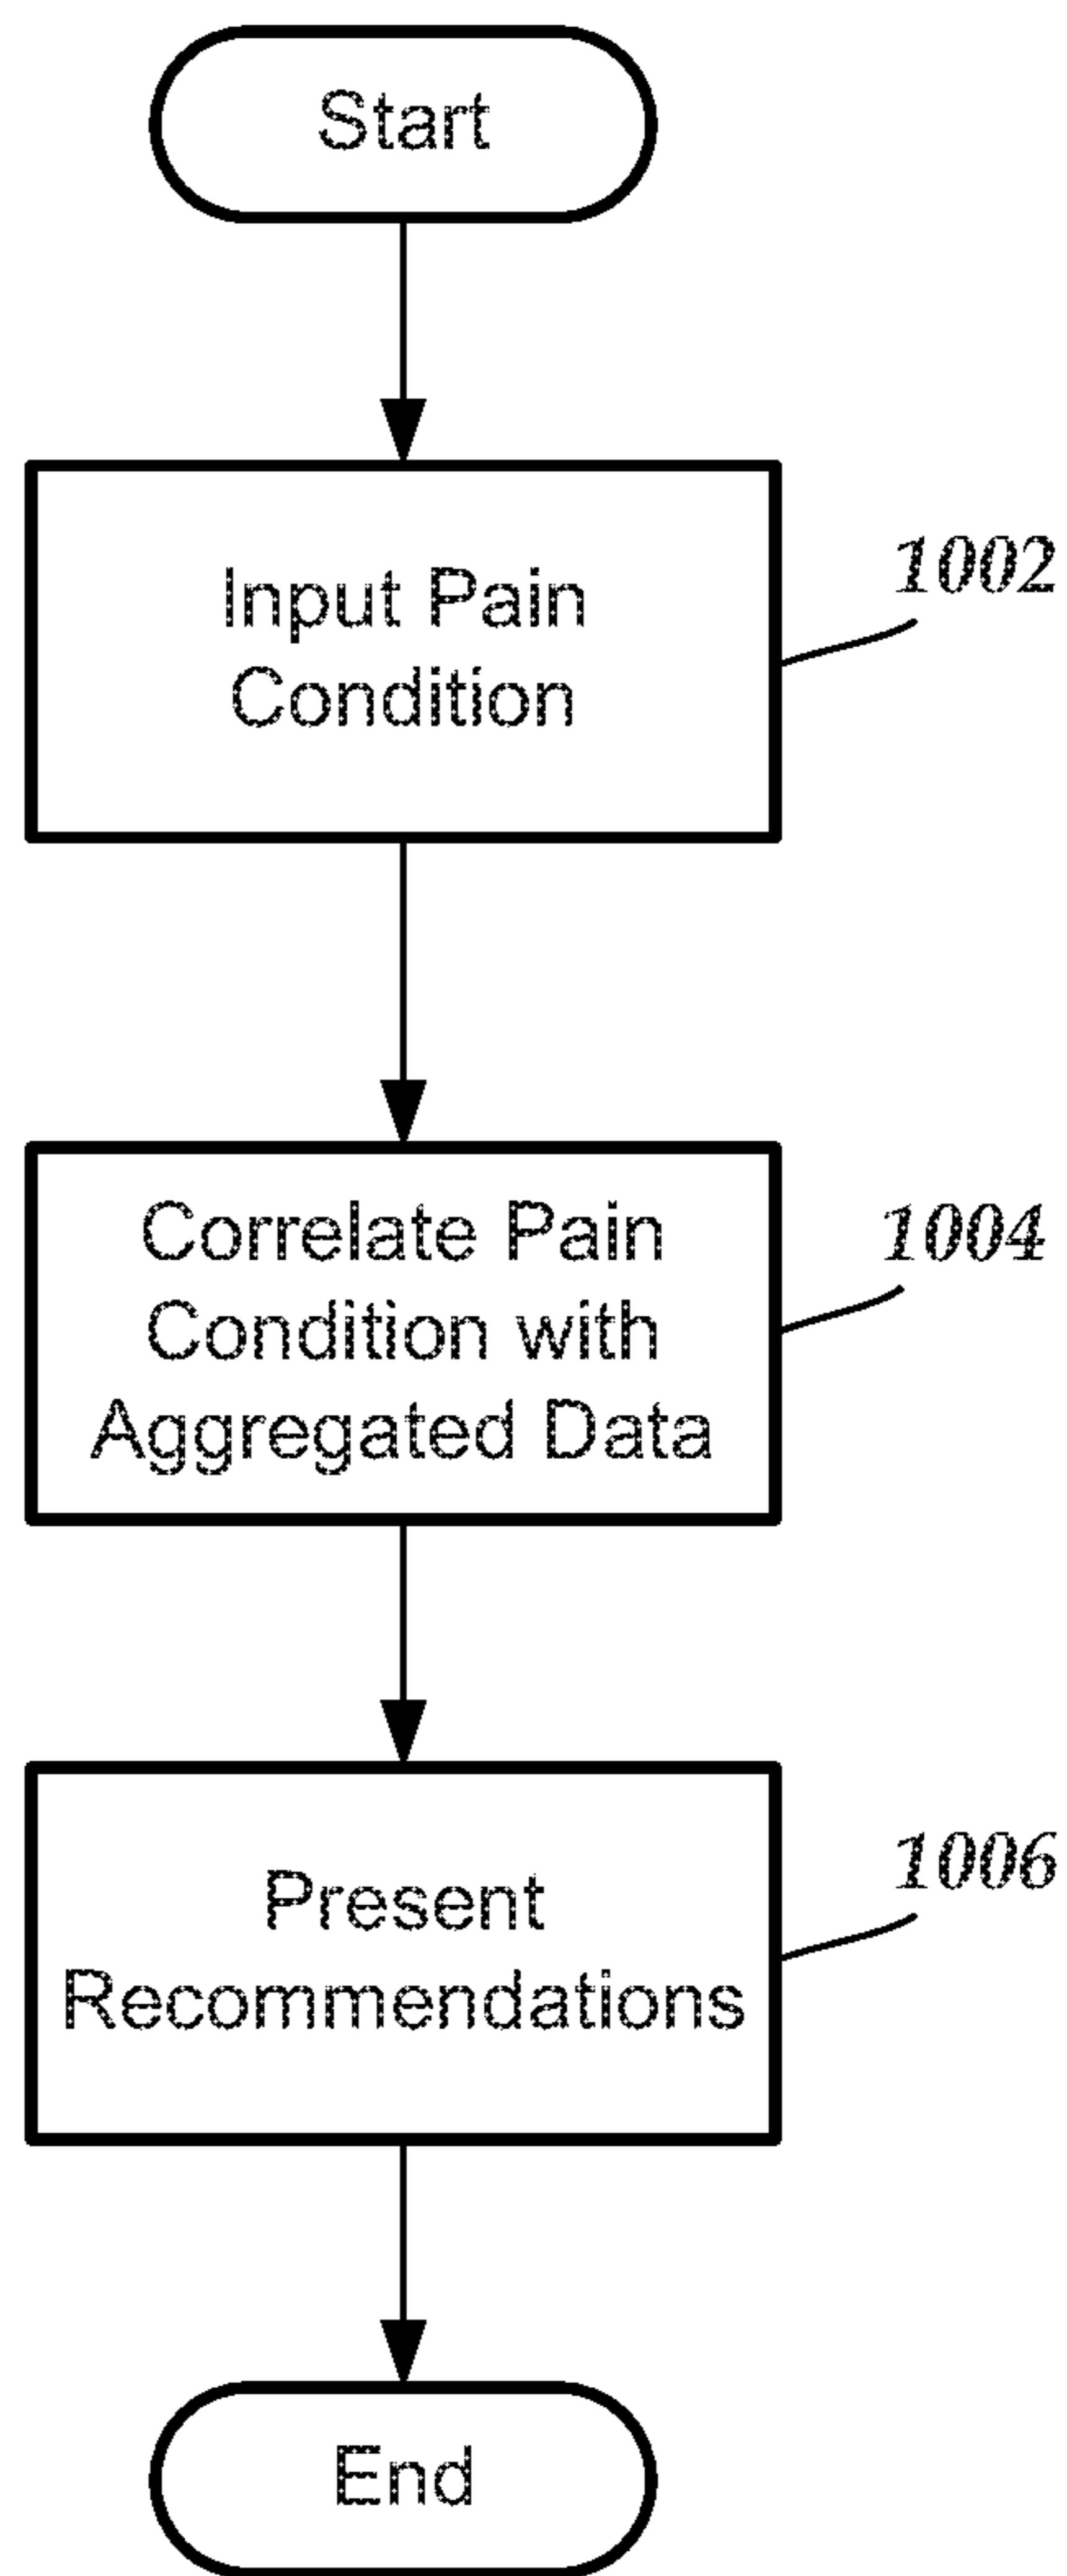 Start
Input Pain
Condition
1002
Correlate Pain
Condition with
Aggregated Data
1004
Present
Recommendations
1006
End